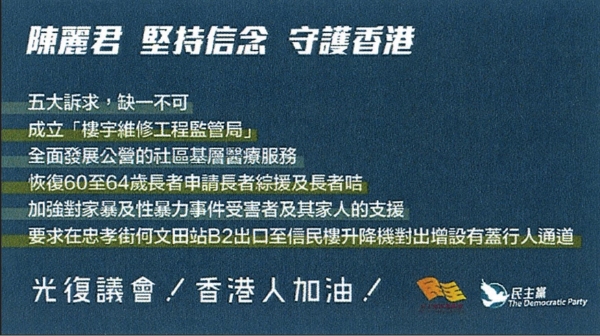 陳麗君 堅持信念 守護香港
五大訴求，缺一不可
成立「樓宇維修工程監管局」
全面發展公營的社區基層醫療服務
恢復60至64歲長者申請長者綜援及長者咭
加強對家暴及性暴力事件受害者及其家人的支援
要求在忠孝街何文田站B2出口至信民樓升降機對出增設有蓋行人通道
光復議會！香港人加油！
民主
民主黨
The Democratic Party